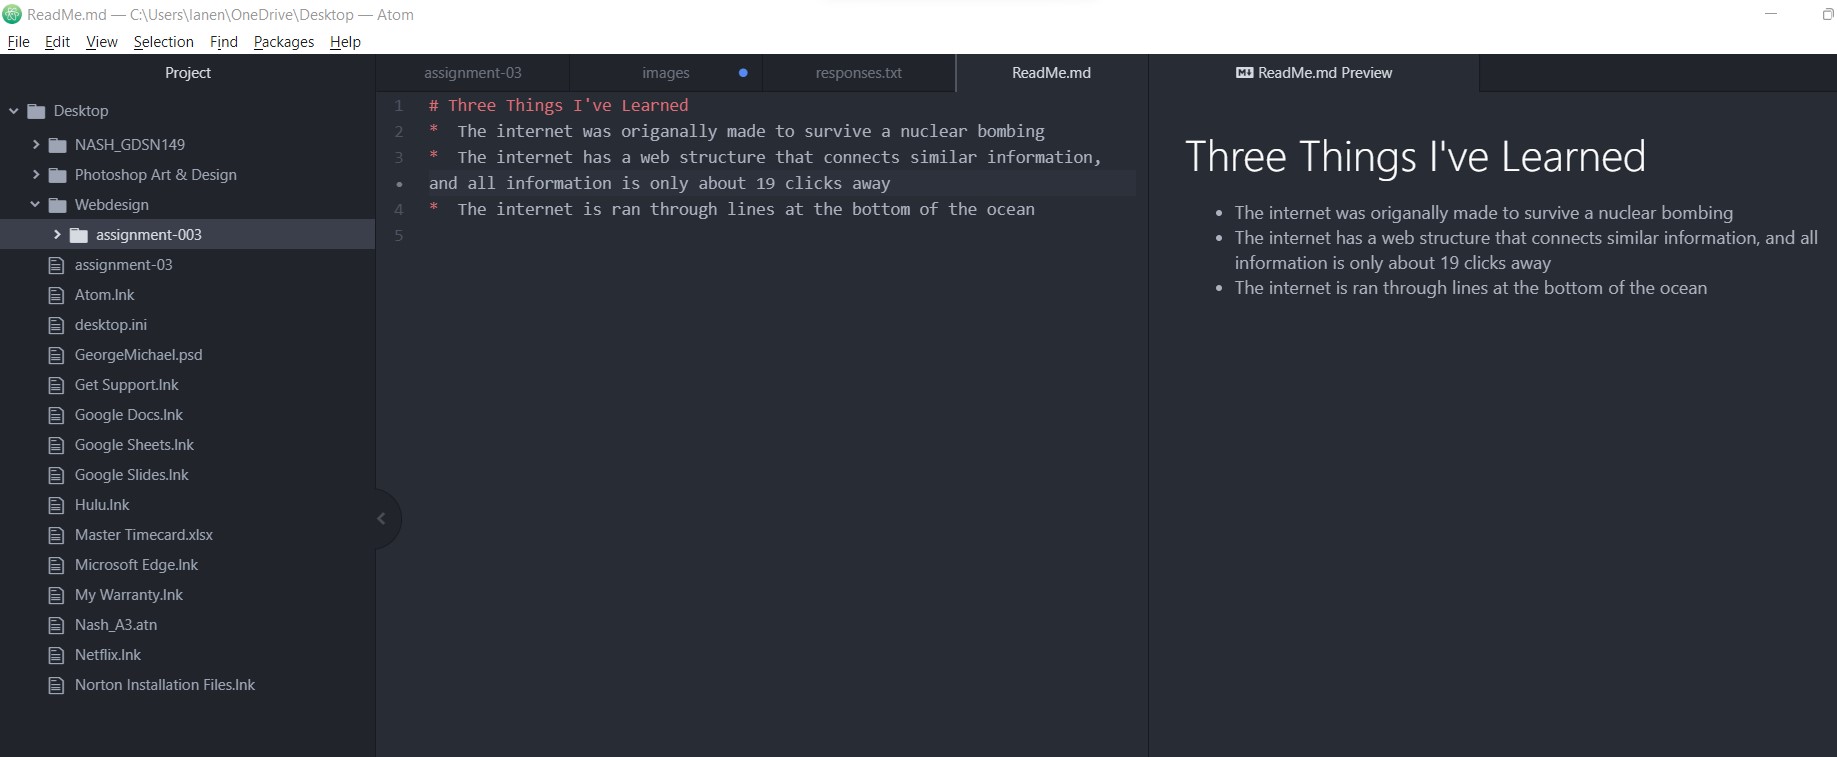 ReadMe.md — C:\Users\Ianen\OneDrive\Desktop — Atom
File Edit View Selection Find Packages Help
Project
Desktop
NASH_GDSN149
Photoshop Art & Design
Webdesign
assignment-003
assignment-03
Atom.lnk
desktop.ini
GeorgeMichael.psd
Get Support.lnk
Google Docs.lnk
Google Sheets.lnk
Google Slides.lnk
Hulu.lnk
Master Timecard.xlsx
Microsoft Edge.lnk
My Warranty.lnk
Nash_A3.atn
Netflix.lnk
Norton Installation Files.lnk
assignment-03 images responses.txt ReadMe.md
1 # Three Things I've Learned
2 * The internet was origanally made to survive a nuclear bombing
3 * The internet has a web structure that connects similar information,
• and all information is only about 19 clicks away
4 * The internet is ran through lines at the bottom of the ocean
5
ReadMe.md Preview
Three Things I've Learned
• The internet was origanally made to survive a nuclear bombing
• The internet has a web structure that connects similar information, and all
information is only about 19 clicks away
• The internet is ran through lines at the bottom of the ocean